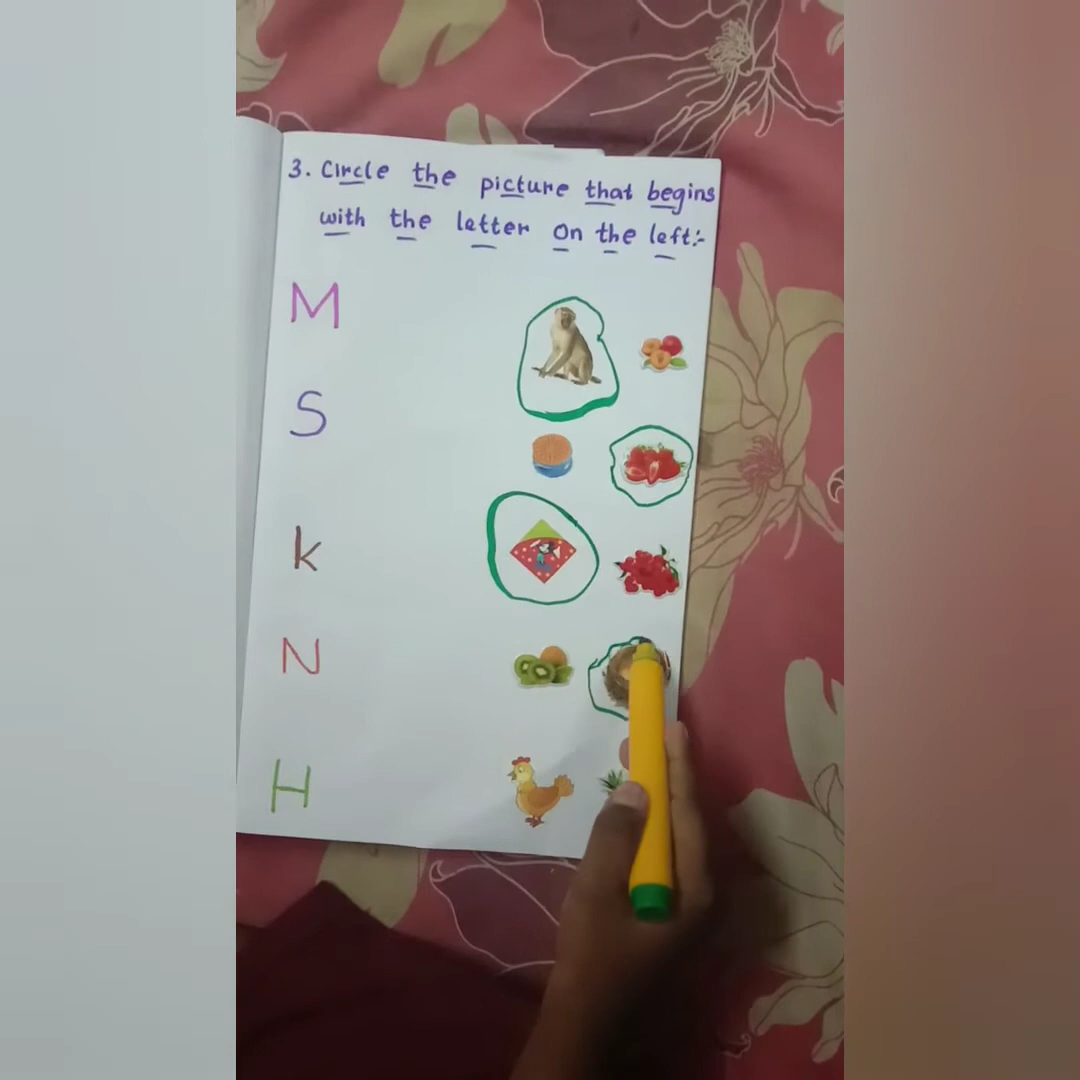 3. Circle the picture that begins
with the letter on the left:-
M
S
k
N
H